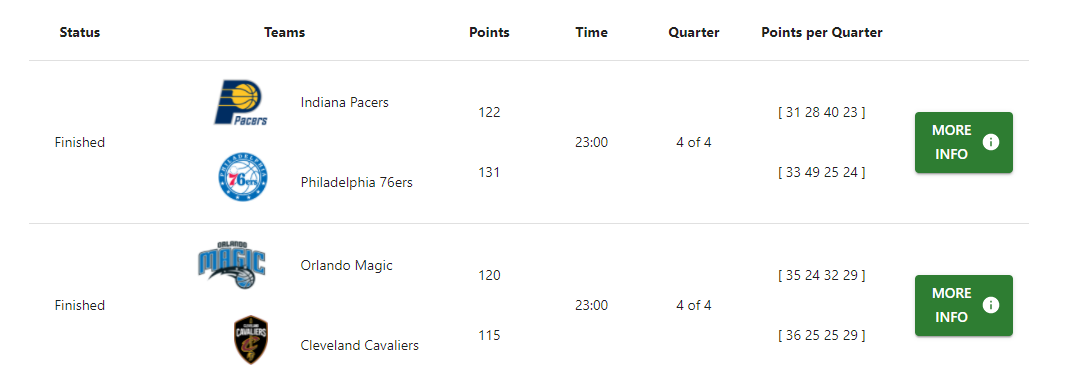 Status Teams Points Time Quarter Points per Quarter
Pacers
Indiana Pacers
122
[ 31 28 40 23 ]
Finished
23:00
4 of 4
MORE INFO
PHILADELPHIA
76ers
Philadelphia 76ers
131
[ 33 49 25 24 ]
ORLANDO
MAGIC
Orlando Magic
120
[ 35 24 32 29 ]
Finished
23:00
4 of 4
MORE INFO
CLEVELAND
CAVALIERS
Cleveland Cavaliers
115
[ 36 25 25 29 ]